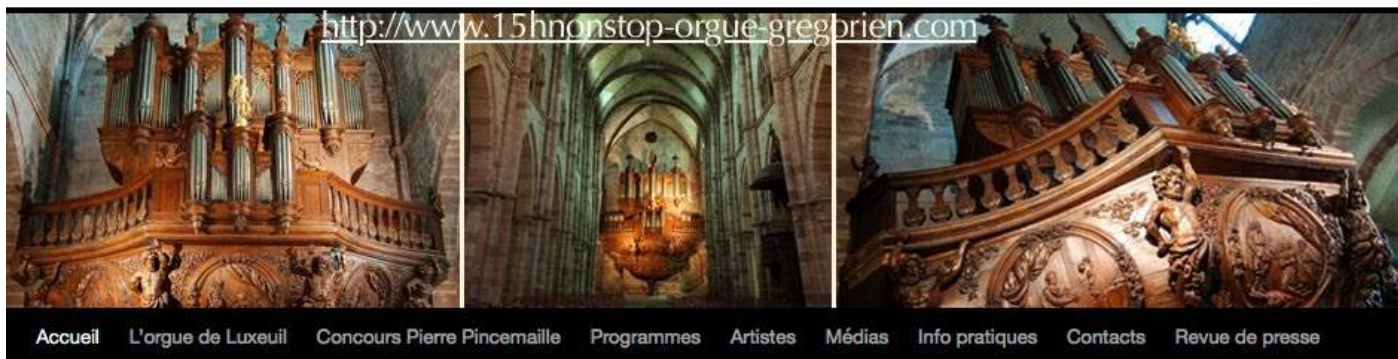 http://www.15hnonstop-orgue-gregorien.com
Accueil L'orgue de Luxeuil Concours Pierre Pincemaille Programmes Artistes Médias Info pratiques Contacts Revue de presse